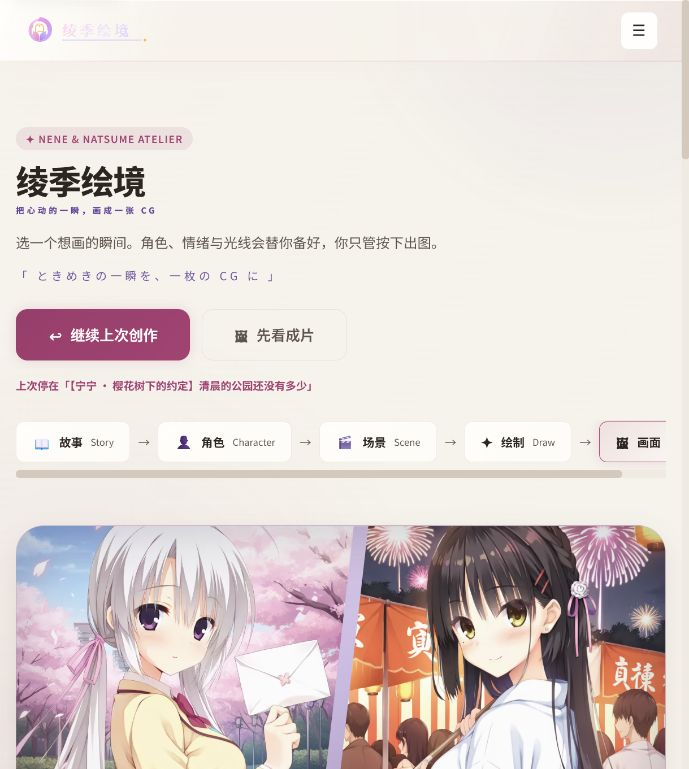 绫季绘境
☰
✦ NENE & NATSUME ATELIER
绫季绘境
把心动的一瞬，画成一张 CG
选一个想画的瞬间。角色、情绪与光线会替你备好，你只管按下出图。
「 ときめきの一瞬を、一枚の CG に 」
↩ 继续上次创作
先看成片
上次停在「【宁宁 · 樱花树下的约定】清晨的公园还没有多少」
故事 Story → 角色 Character → 场景 Scene → ✦ 绘制 Draw → 画面